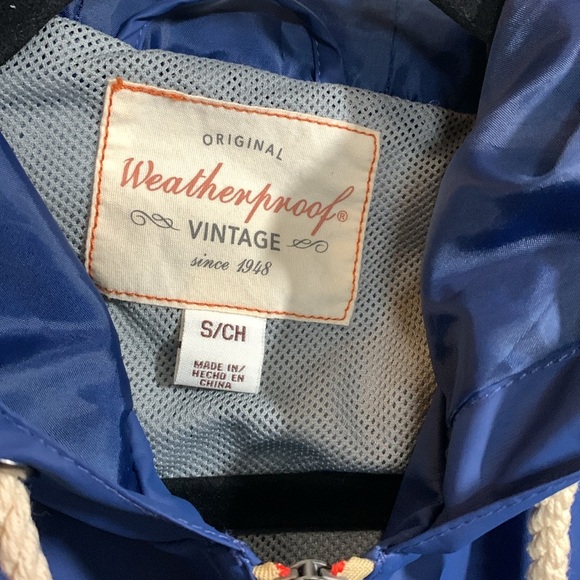 ORIGINAL
Weatherproof®
VINTAGE
since 1948
S/CH
MADE IN/
HECHO EN
CHINA